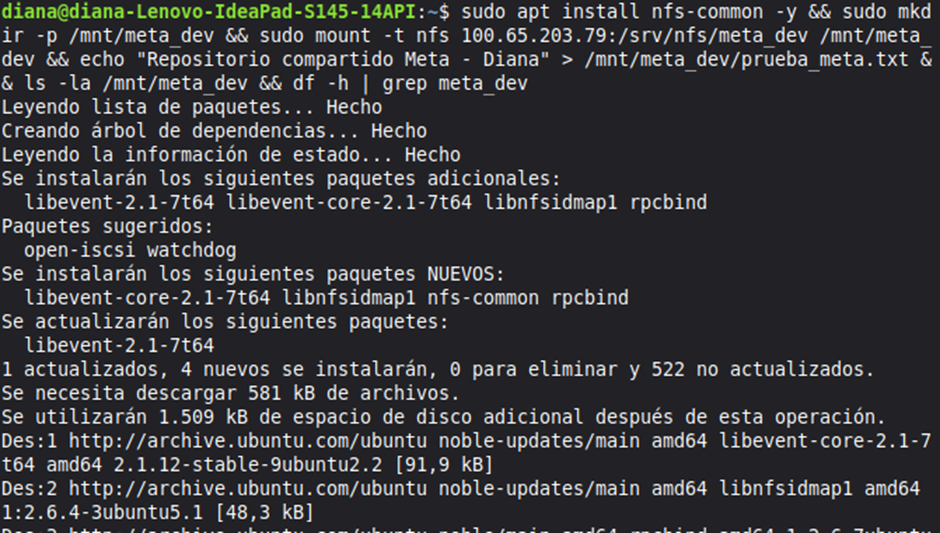 diana@diana-Lenovo-IdeaPad-S145-14API:~$ sudo apt install nfs-common -y && sudo mkd
ir -p /mnt/meta_dev && sudo mount -t nfs 100.65.203.79:/srv/nfs/meta_dev /mnt/meta_
dev && echo "Repositorio compartido Meta - Diana" > /mnt/meta_dev/prueba_meta.txt &
& ls -la /mnt/meta_dev && df -h | grep meta_dev
Leyendo lista de paquetes... Hecho
Creando árbol de dependencias... Hecho
Leyendo la información de estado... Hecho
Se instalarán los siguientes paquetes adicionales:
  libevent-2.1-7t64 libevent-core-2.1-7t64 libnfsidmap1 rpcbind
Paquetes sugeridos:
  open-iscsi watchdog
Se instalarán los siguientes paquetes NUEVOS:
  libevent-core-2.1-7t64 libnfsidmap1 nfs-common rpcbind
Se actualizarán los siguientes paquetes:
  libevent-2.1-7t64
1 actualizados, 4 nuevos se instalarán, 0 para eliminar y 522 no actualizados.
Se necesita descargar 581 kB de archivos.
Se utilizarán 1.509 kB de espacio de disco adicional después de esta operación.
Des:1 http://archive.ubuntu.com/ubuntu noble-updates/main amd64 libevent-core-2.1-7
t64 amd64 2.1.12-stable-9ubuntu2.2 [91,9 kB]
Des:2 http://archive.ubuntu.com/ubuntu noble-updates/main amd64 libnfsidmap1 amd64
1:2.6.4-3ubuntu5.1 [48,3 kB]